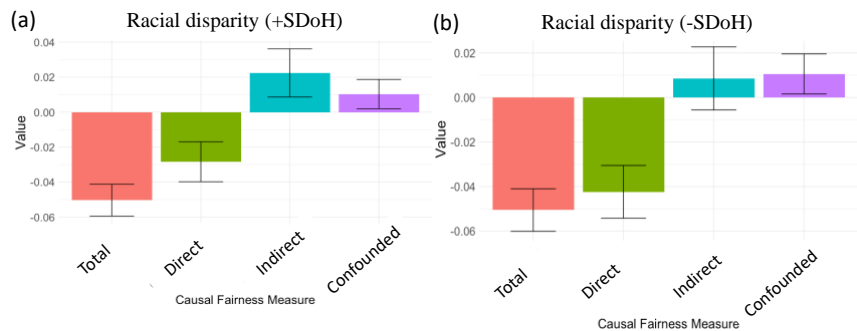 (a)
Racial disparity (+SDoH)
0.04
0.02
0.00
-0.02
-0.04
-0.06
Value
Total
Direct
Indirect
Confounded
Causal Fairness Measure
(b)
Racial disparity (-SDoH)
0.02
0.00
-0.02
-0.04
-0.06
Value
Total
Direct
Indirect
Confounded
Causal Fairness Measure